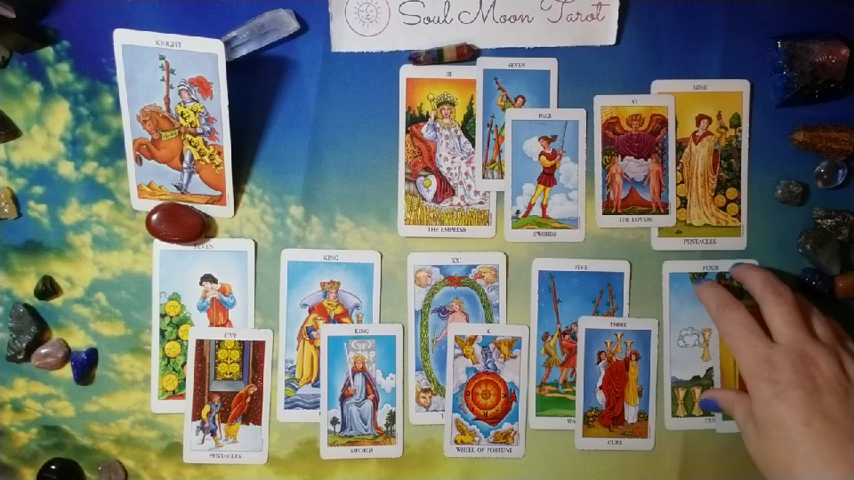 Soul Moon Tarot
KNIGHT
III
THE EMPRESS
SEVEN
PAGE
SWORDS
VI
THE LOVERS
NINE
PENTACLES
SEVEN
FIVE
PENTACLES
KING
KING
SWORDS
XXI
X
WHEEL OF FORTUNE
FIVE
THREE
CUPS
FOUR